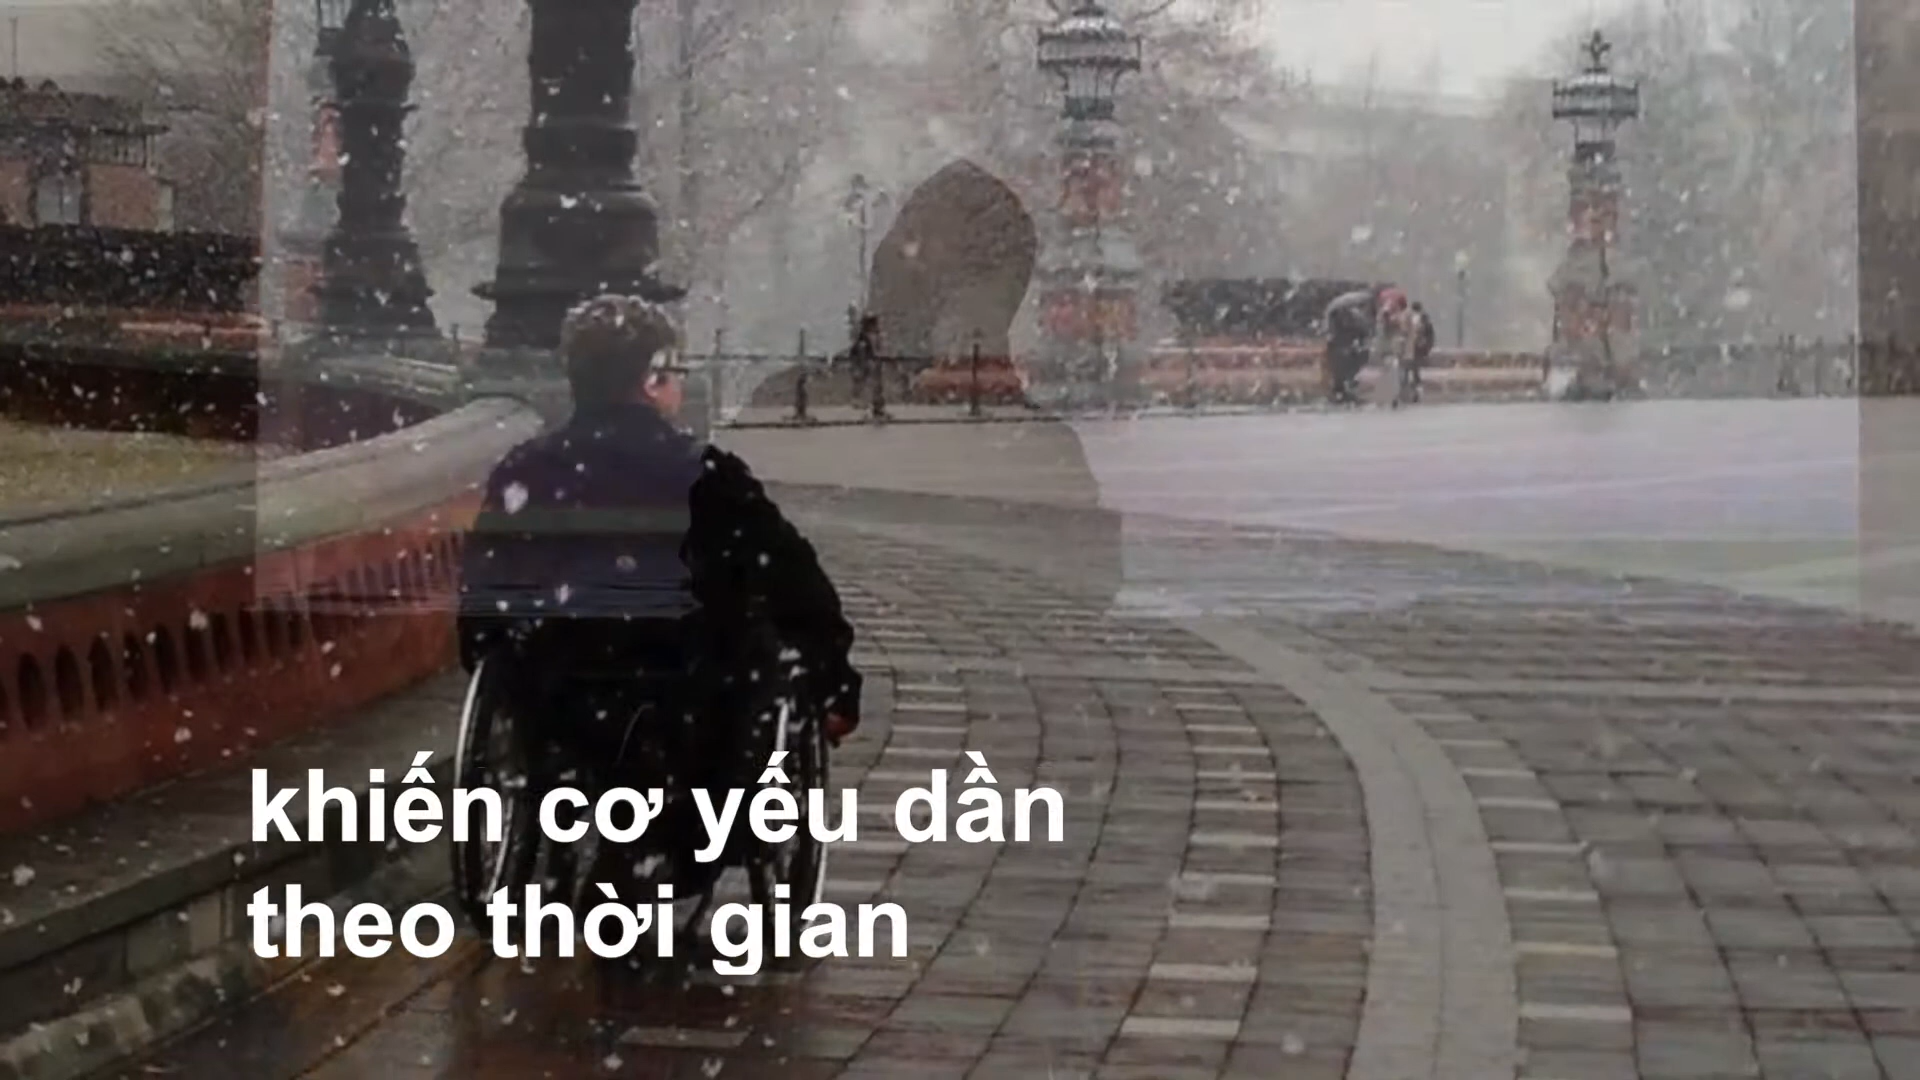 khiến cơ yếu dần
theo thời gian